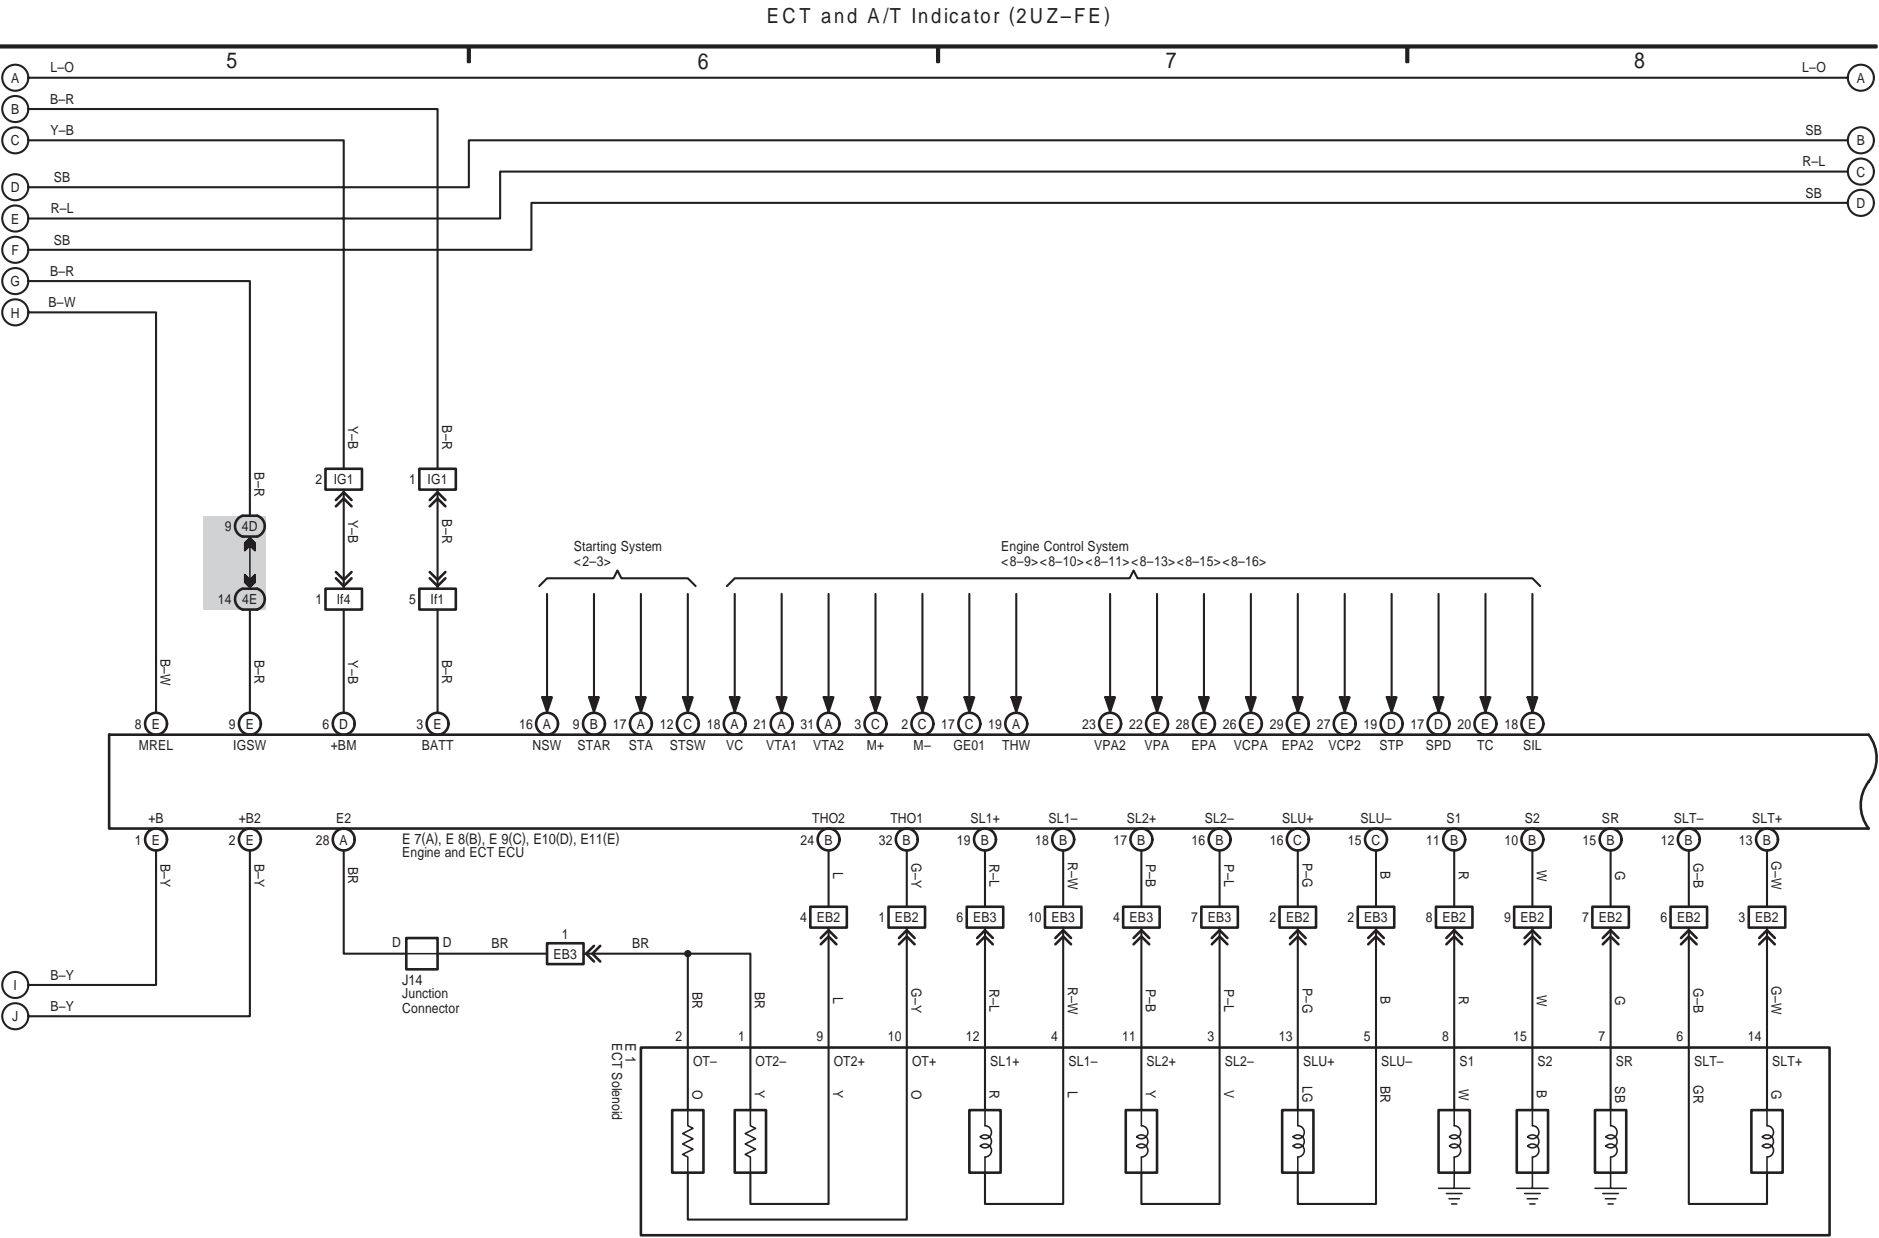 ECT and A/T Indicator (2UZ–FE)
5 6 7 8
A L–O L–O A
B B–R
C Y–B SB B
R–L C
D SB SB D
E R–L
F SB
G B–R
H B–W
Y–B B–R
2 IG1 1 IG1
B–R
9 4D Y–B B–R
Starting System
<2–3>
Engine Control System
<8–9><8–10><8–11><8–13><8–15><8–16>
14 4E 1 If4 5 If1
B–W B–R Y–B B–R
8 E 9 E 6 D 3 E 16 A 9 B 17 A 12 C 18 A 21 A 31 A 3 C 2 C 17 C 19 A 23 E 22 E 28 E 26 E 29 E 27 E 19 D 17 D 20 E 18 E
MREL IGSW +BM BATT NSW STAR STA STSW VC VTA1 VTA2 M+ M– GE01 THW VPA2 VPA EPA VCPA EPA2 VCP2 STP SPD TC SIL
+B +B2 E2 THO2 THO1 SL1+ SL1– SL2+ SL2– SLU+ SLU– S1 S2 SR SLT– SLT+
1 E 2 E 28 A 24 B 32 B 19 B 18 B 17 B 16 B 16 C 15 C 11 B 10 B 15 B 12 B 13 B
E 7(A), E 8(B), E 9(C), E10(D), E11(E)
Engine and ECT ECU
B–Y B–Y BR L G–Y R–L R–W P–B P–L P–G B R W G G–B G–W
4 EB2 1 EB2 6 EB3 10 EB3 4 EB3 7 EB3 2 EB2 2 EB3 8 EB2 9 EB2 7 EB2 6 EB2 3 EB2
D D BR 1 EB3 BR
J14
Junction
Connector
I B–Y
J B–Y
BR BR L G–Y R–L R–W P–B P–L P–G B R W G G–B G–W
2 1 9 10 12 4 11 3 13 5 8 15 7 6 14
E 1
ECT Solenoid
OT– OT2– OT2+ OT+ SL1+ SL1– SL2+ SL2– SLU+ SLU– S1 S2 SR SLT– SLT+
O Y Y O R L Y V LG BR W B SB GR G